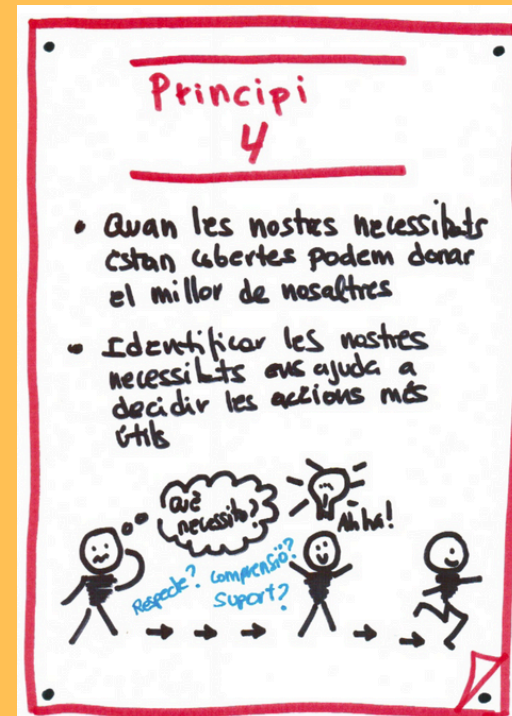 Principi
4
• Quan les nostres necessitats
estan cobertes podem donar
el millor de nosaltres
• Identificar les nostres
necessitats ens ajuda a
decidir les accions més
útils
Què
necessito?
Ahha!
Respecte? Comprensió?
Suport?